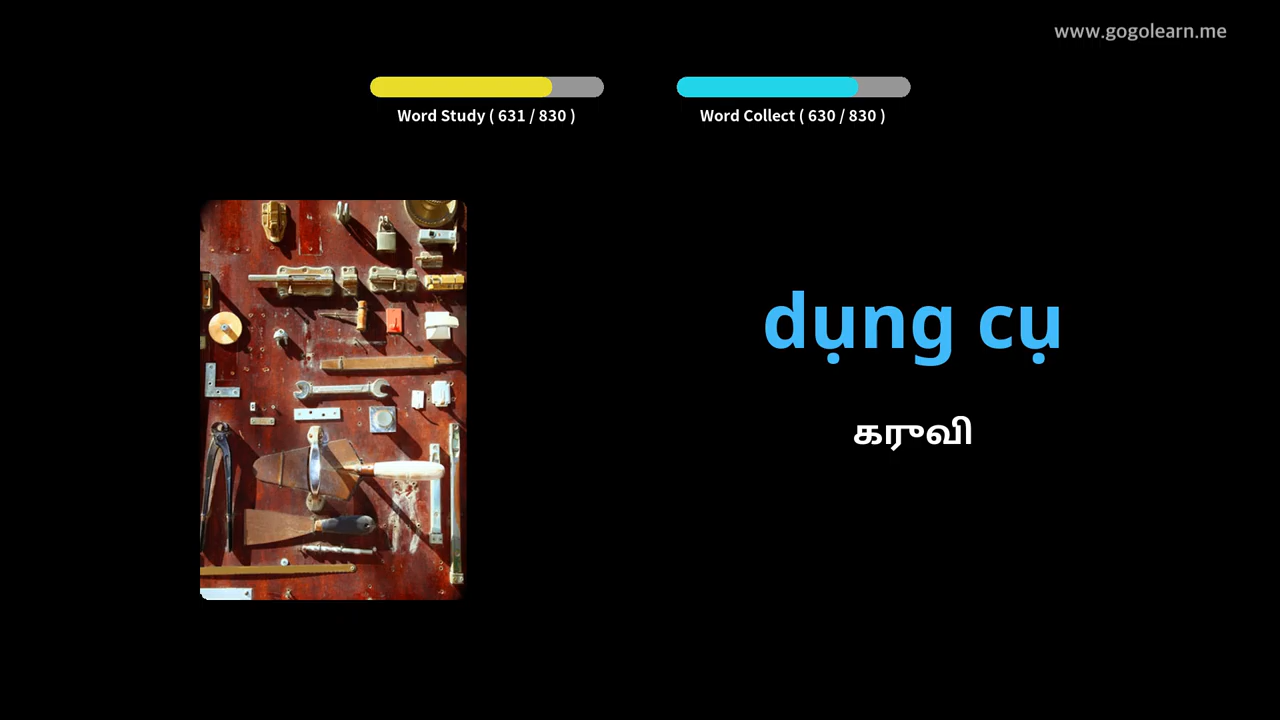 www.gogolearn.me
Word Study ( 631 / 830 )
Word Collect ( 630 / 830 )
dụng cụ
கருவி